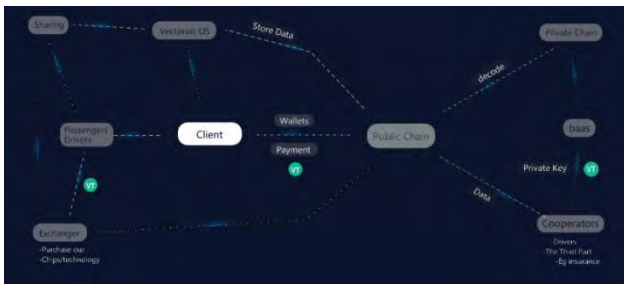 Sharing
Vectoraic OS
Store Data
Private Chain
decode
Passengers
Drivers
Client
Wallets
Payment
VT
Public Chain
baas
Private Key
VT
VT
Data
Exchanger
-Purchase our
-Chips/technology
Cooperators
-Drivers
-The Third Part
-Eg insurance